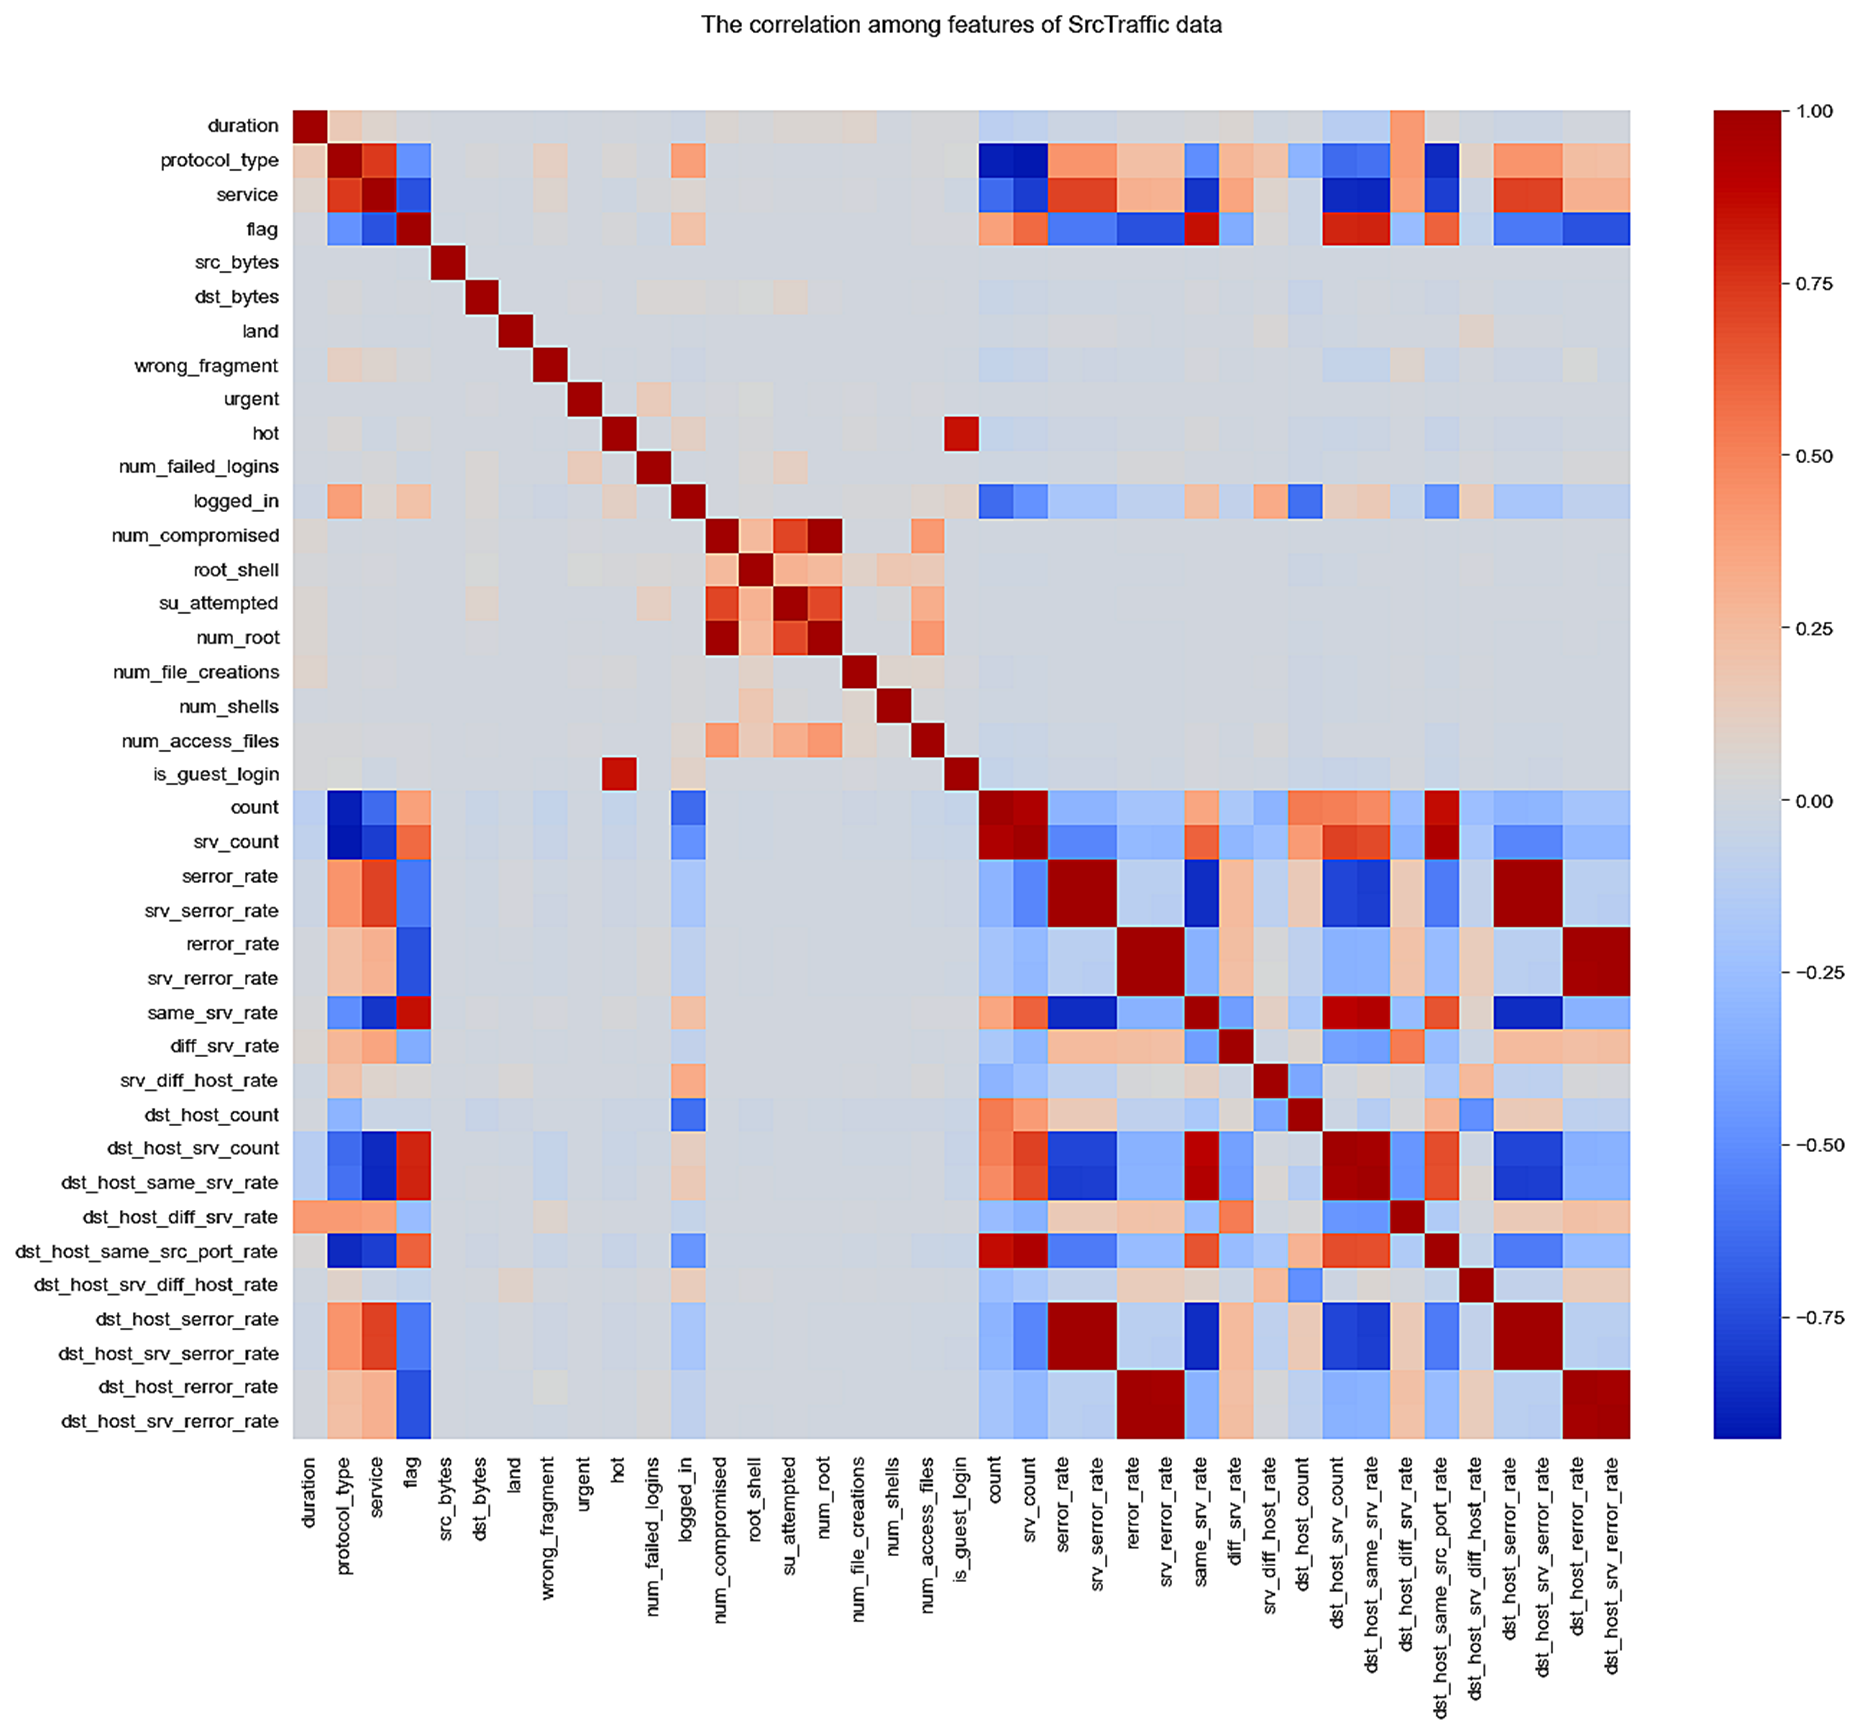 The correlation among features of SrcTraffic data
duration
protocol_type
service
flag
src_bytes
dst_bytes
land
wrong_fragment
urgent
hot
num_failed_logins
logged_in
num_compromised
root_shell
su_attempted
num_root
num_file_creations
num_shells
num_access_files
is_guest_login
count
srv_count
serror_rate
srv_serror_rate
rerror_rate
srv_rerror_rate
same_srv_rate
diff_srv_rate
srv_diff_host_rate
dst_host_count
dst_host_srv_count
dst_host_same_srv_rate
dst_host_diff_srv_rate
dst_host_same_src_port_rate
dst_host_srv_diff_host_rate
dst_host_serror_rate
dst_host_srv_serror_rate
dst_host_rerror_rate
dst_host_srv_rerror_rate
duration
protocol_type
service
flag
src_bytes
dst_bytes
land
wrong_fragment
urgent
hot
num_failed_logins
logged_in
num_compromised
root_shell
su_attempted
num_root
num_file_creations
num_shells
num_access_files
is_guest_login
count
srv_count
serror_rate
srv_serror_rate
rerror_rate
srv_rerror_rate
same_srv_rate
diff_srv_rate
srv_diff_host_rate
dst_host_count
dst_host_srv_count
dst_host_same_srv_rate
dst_host_diff_srv_rate
dst_host_same_src_port_rate
dst_host_srv_diff_host_rate
dst_host_serror_rate
dst_host_srv_serror_rate
dst_host_rerror_rate
dst_host_srv_rerror_rate
1.00
0.75
0.50
0.25
0.00
−0.25
−0.50
−0.75